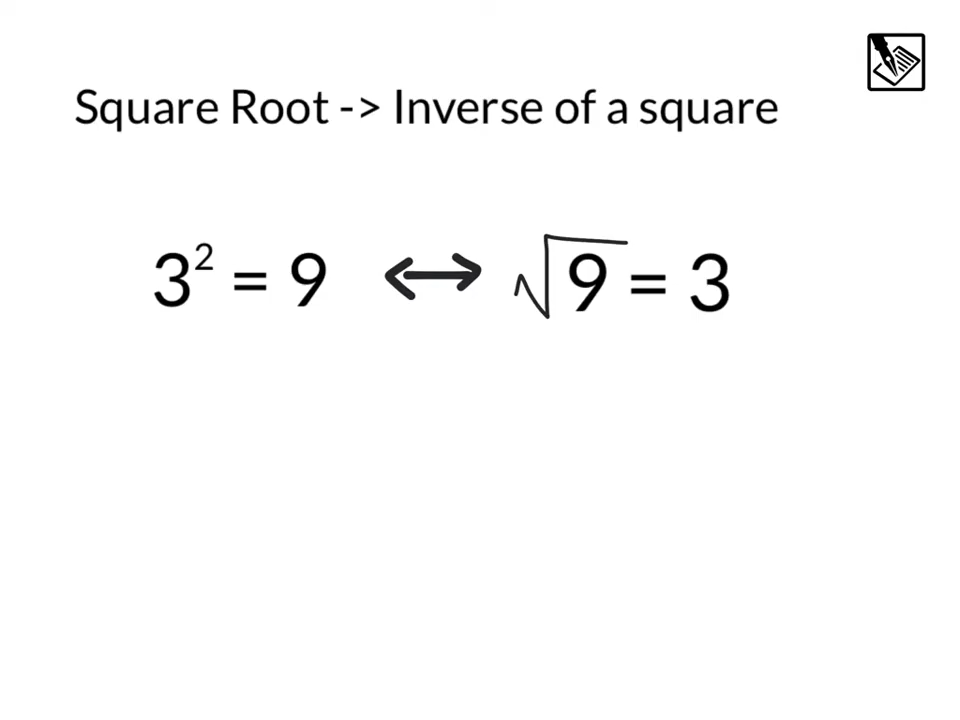 Square Root -> Inverse of a square
3² = 9 ↔ √9 = 3